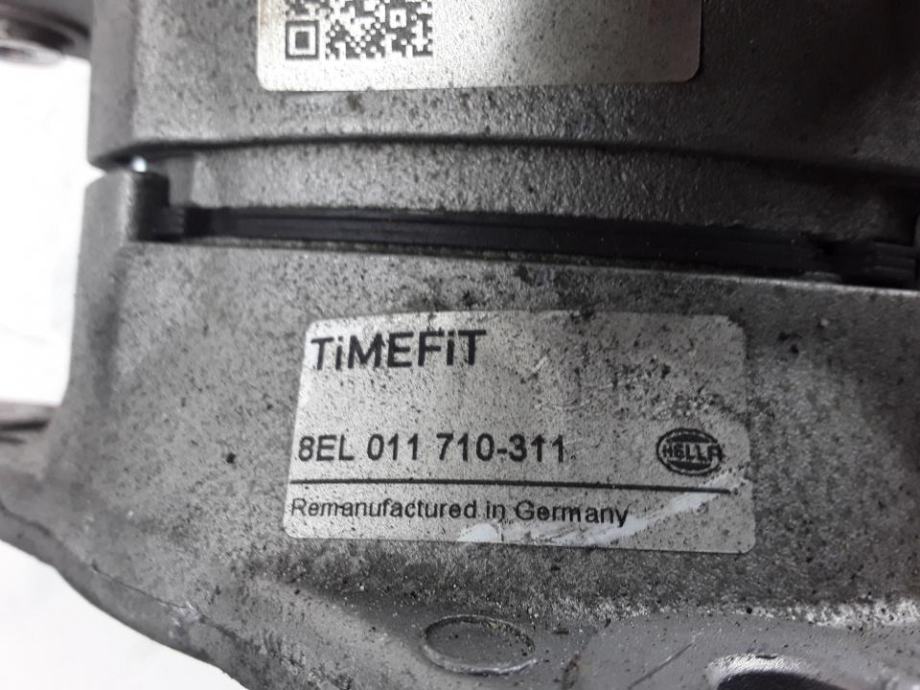 TiMEFiT
8EL 011 710-311
HELLA
Remanufactured in Germany